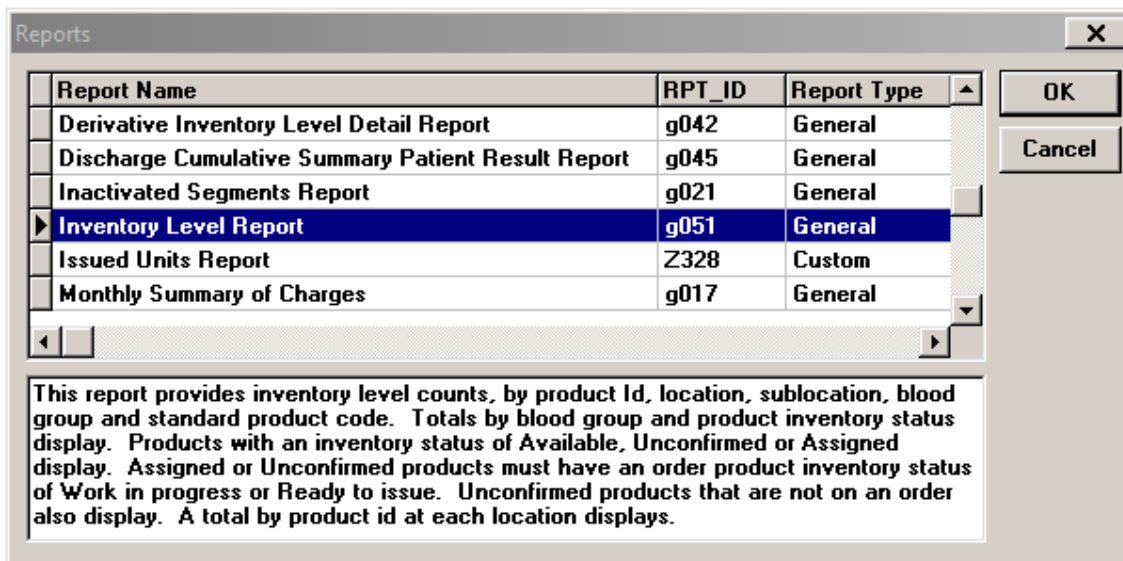 Reports
Report Name RPT_ID Report Type
Derivative Inventory Level Detail Report g042 General
OK
Discharge Cumulative Summary Patient Result Report g045 General
Cancel
Inactivated Segments Report g021 General
Inventory Level Report g051 General
Issued Units Report Z328 Custom
Monthly Summary of Charges g017 General
This report provides inventory level counts, by product Id, location, sublocation, blood
group and standard product code. Totals by blood group and product inventory status
display. Products with an inventory status of Available, Unconfirmed or Assigned
display. Assigned or Unconfirmed products must have an order product inventory status
of Work in progress or Ready to issue. Unconfirmed products that are not on an order
also display. A total by product id at each location displays.